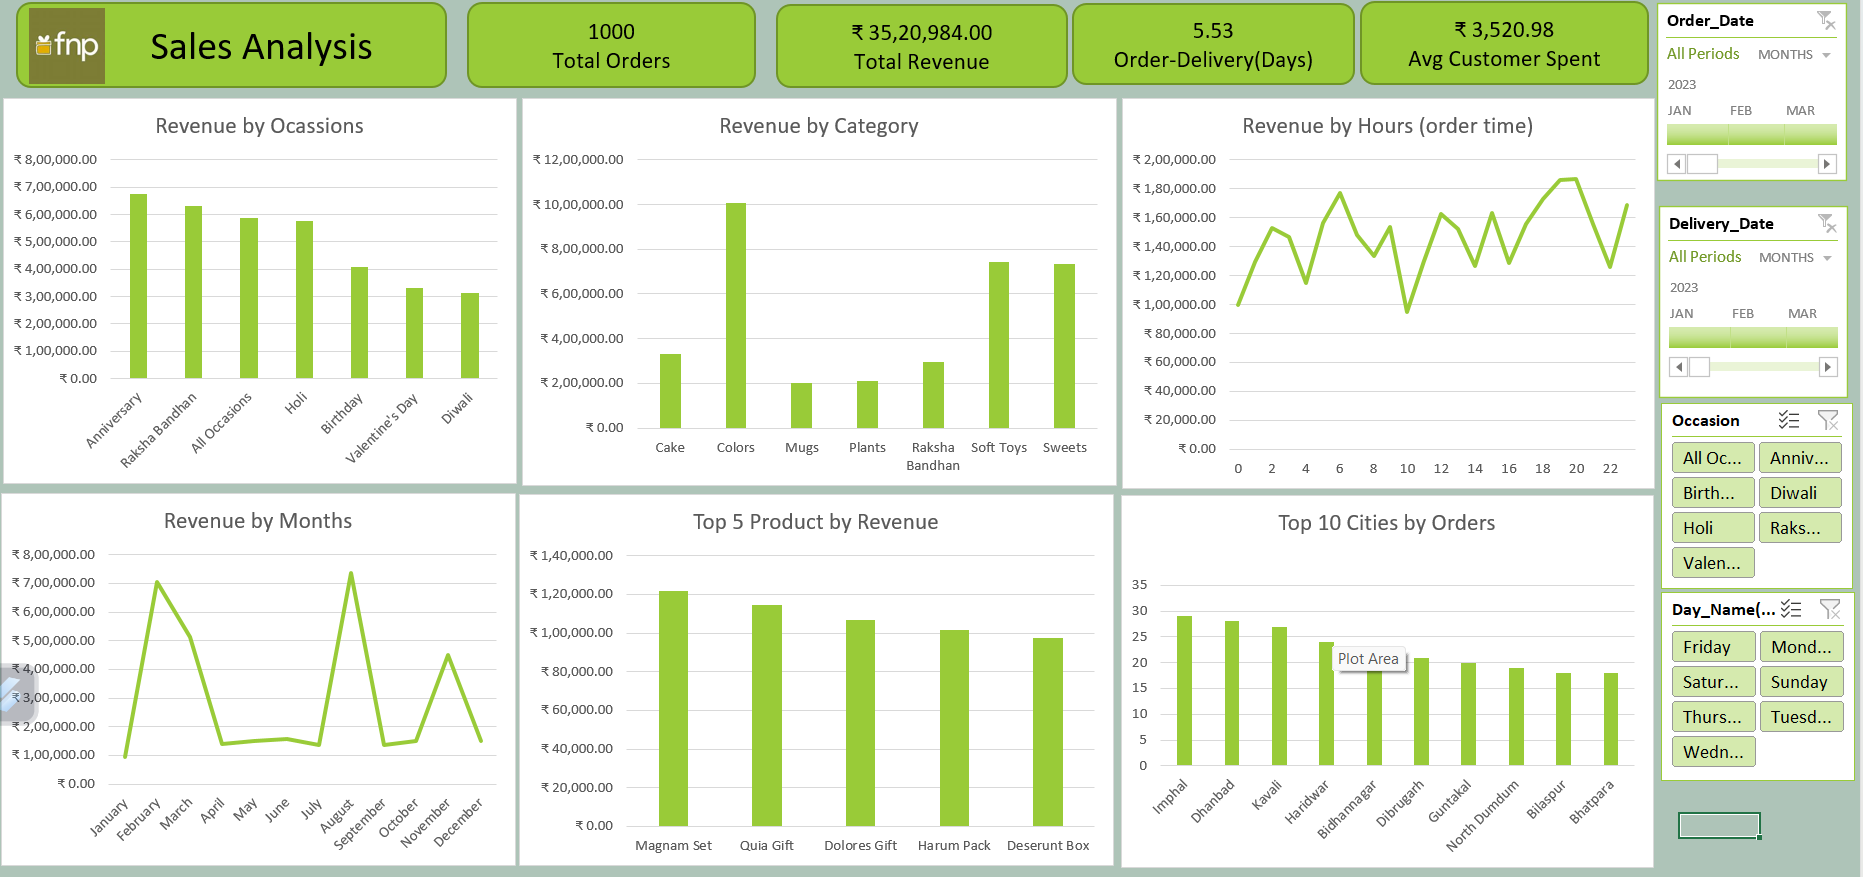 fnp
Sales Analysis
1000
Total Orders
₹ 35,20,984.00
Total Revenue
5.53
Order-Delivery(Days)
₹ 3,520.98
Avg Customer Spent
Revenue by Ocassions
₹ 8,00,000.00
₹ 7,00,000.00
₹ 6,00,000.00
₹ 5,00,000.00
₹ 4,00,000.00
₹ 3,00,000.00
₹ 2,00,000.00
₹ 1,00,000.00
₹ 0.00
Anniversary
Raksha Bandhan
All Occasions
Holi
Birthday
Valentine's Day
Diwali
Revenue by Category
₹ 12,00,000.00
₹ 10,00,000.00
₹ 8,00,000.00
₹ 6,00,000.00
₹ 4,00,000.00
₹ 2,00,000.00
₹ 0.00
Cake
Colors
Mugs
Plants
Raksha
Bandhan
Soft Toys
Sweets
Revenue by Hours (order time)
₹ 2,00,000.00
₹ 1,80,000.00
₹ 1,60,000.00
₹ 1,40,000.00
₹ 1,20,000.00
₹ 1,00,000.00
₹ 80,000.00
₹ 60,000.00
₹ 40,000.00
₹ 20,000.00
₹ 0.00
0 2 4 6 8 10 12 14 16 18 20 22
Revenue by Months
₹ 8,00,000.00
₹ 7,00,000.00
₹ 6,00,000.00
₹ 5,00,000.00
₹ 4,00,000.00
₹ 3,00,000.00
₹ 2,00,000.00
₹ 1,00,000.00
₹ 0.00
January
February
March
April
May
June
July
August
September
October
November
December
Top 5 Product by Revenue
₹ 1,40,000.00
₹ 1,20,000.00
₹ 1,00,000.00
₹ 80,000.00
₹ 60,000.00
₹ 40,000.00
₹ 20,000.00
₹ 0.00
Magnam Set
Quia Gift
Dolores Gift
Harum Pack
Deserunt Box
Top 10 Cities by Orders
35
30
25
20
15
10
5
0
Plot Area
Imphal
Dhanbad
Kavali
Haridwar
Bidhannagar
Dibrugarh
Guntakal
North Dumdum
Bilaspur
Bhatpara
Order_Date
All Periods MONTHS
2023
JAN FEB MAR
Delivery_Date
All Periods MONTHS
2023
JAN FEB MAR
Occasion
All Oc... Anniv...
Birth... Diwali
Holi Raks...
Valen...
Day_Name(...
Friday Mond...
Satur... Sunday
Thurs... Tuesd...
Wedn...